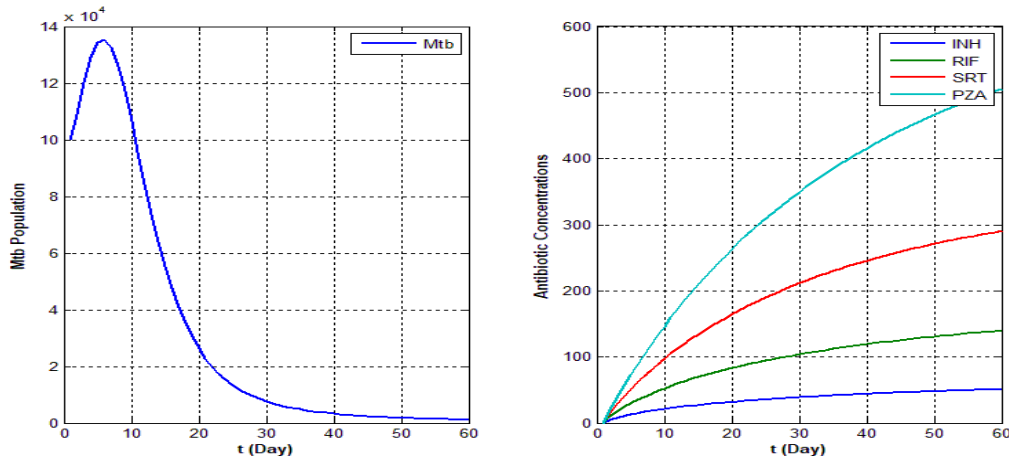 × 10⁴
14
12
10
8
6
4
2
0
0 10 20 30 40 50 60
t (Day)
Mtb Population
Mtb
600
500
400
300
200
100
0
0 10 20 30 40 50 60
t (Day)
Antibiotic Concentrations
INH
RIF
SRT
PZA